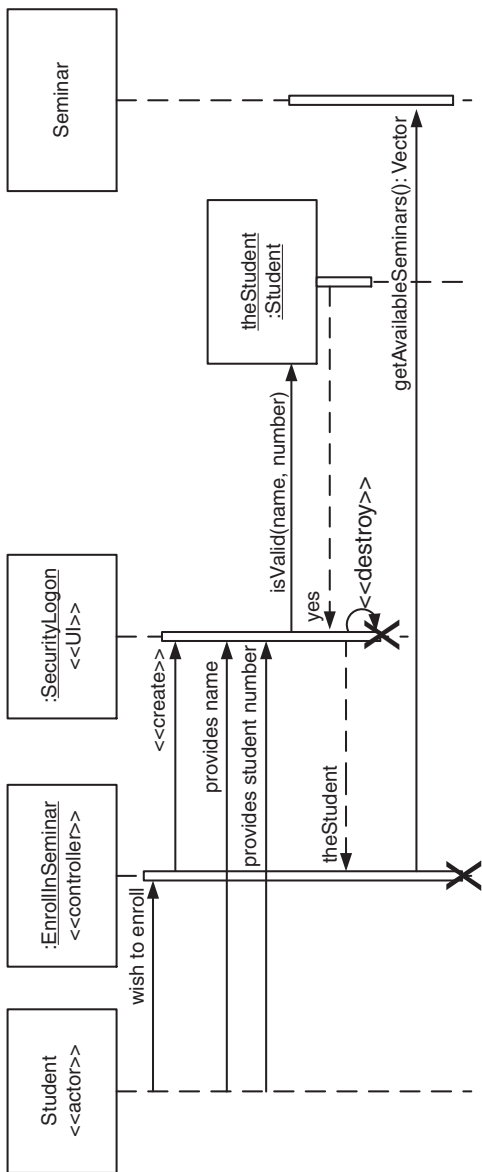 Student
<<actor>>
:EnrollInSeminar
<<controller>>
:SecurityLogon
<<UI>>
Seminar
wish to enroll
<<create>>
provides name
provides student number
theStudent
:Student
isValid(name, number)
yes
theStudent
<<destroy>>
getAvailableSeminars(): Vector